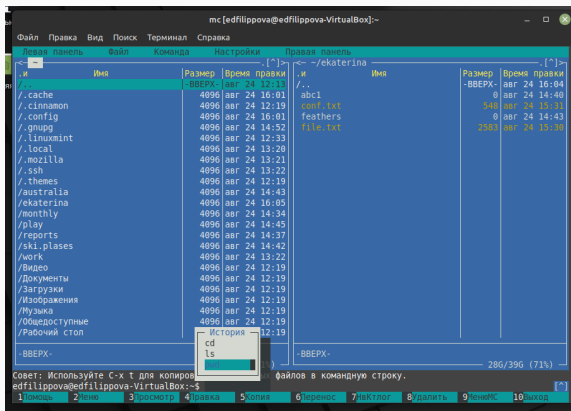 mc [edfilippova@edfilippova-VirtualBox]:~
Файл Правка Вид Поиск Терминал Справка
Левая панель Файл Команда Настройки Правая панель
<— ~ .[^]> <— ~/ekaterina .[^]>
.и Имя Размер Время правки .и Имя Размер Время правки
/.. -ВВЕРХ- авг 24 12:13 /.. -ВВЕРХ- авг 24 16:04
/.cache 4096 авг 24 16:01 abc1 0 авг 24 14:40
/.cinnamon 4096 авг 24 12:19 conf.txt 548 авг 24 15:31
/.config 4096 авг 24 16:01 feathers 0 авг 24 14:43
/.gnupg 4096 авг 24 14:52 file.txt 2583 авг 24 15:30
/.linuxmint 4096 авг 24 12:33
/.local 4096 авг 24 13:20
/.mozilla 4096 авг 24 13:21
/.ssh 4096 авг 24 13:22
/.themes 4096 авг 24 12:19
/australia 4096 авг 24 14:43
/ekaterina 4096 авг 24 16:05
/monthly 4096 авг 24 14:34
/play 4096 авг 24 14:45
/reports 4096 авг 24 14:37
/ski.plases 4096 авг 24 14:42
/work 4096 авг 24 13:22
/Видео 4096 авг 24 12:19
/Документы 4096 авг 24 12:19
/Загрузки 4096 авг 24 12:19
/Изображения 4096 авг 24 12:19
/Музыка 4096 авг 24 12:19
/Общедоступные 4096 авг 24 12:19
/Рабочий стол 12:19
История
cd
ls
-ВВЕРХ- -ВВЕРХ-
28G/39G (71%)
Совет: Используйте C-x t для копиров файлов в командную строку.
edfilippova@edfilippova-VirtualBox:~$ [^]
1Помощь 2Меню 3Просмотр 4Правка 5Копия 6Перенос 7НвКтлог 8Удалить 9МенюMC 10Выход